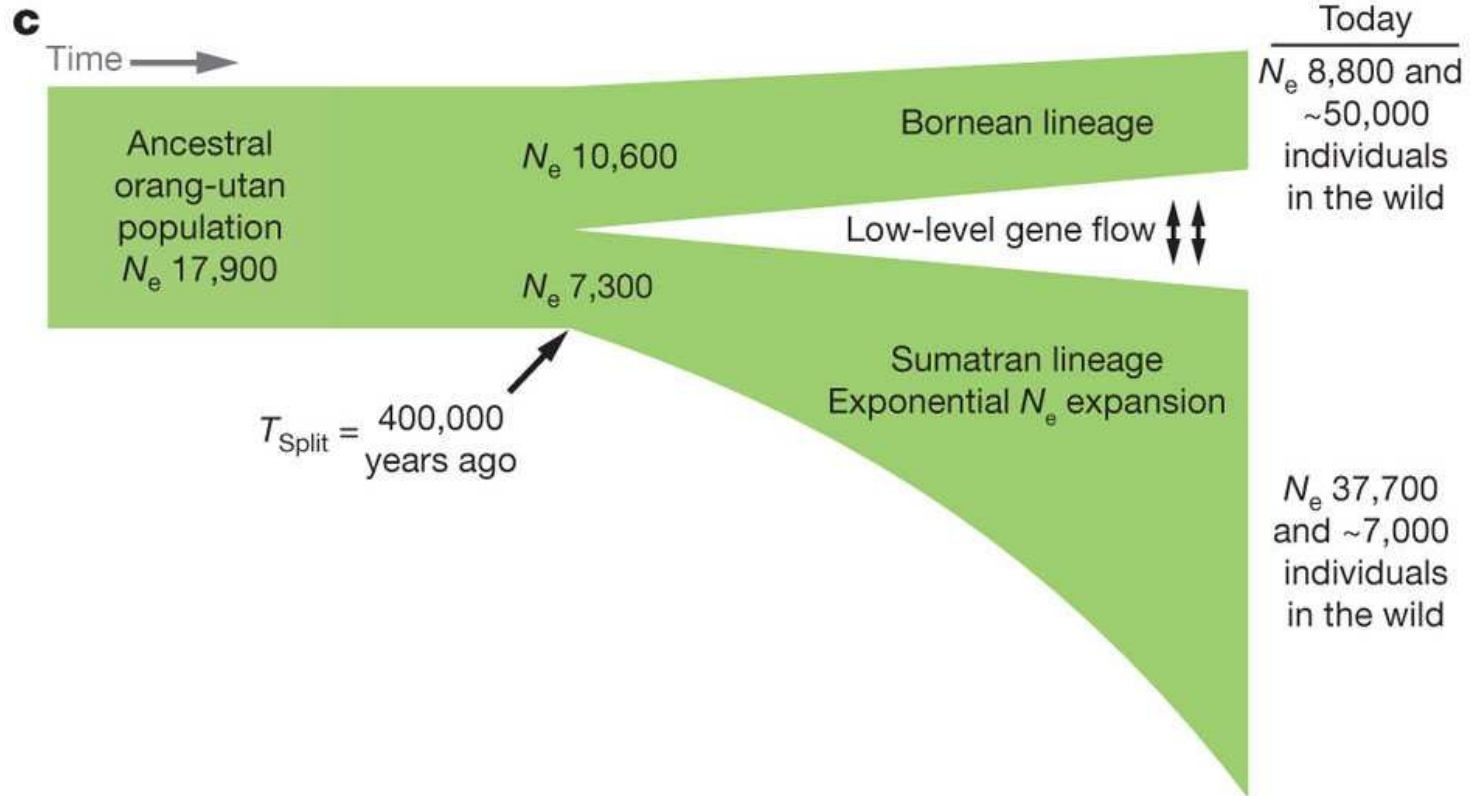 c
Time
Today
Ancestral
orang-utan
population
Ne 17,900
Ne 10,600
Ne 7,300
Bornean lineage
Low-level gene flow
Sumatran lineage
Exponential Ne expansion
TSplit = 400,000
years ago
Ne 8,800 and
~50,000
individuals
in the wild
Ne 37,700
and ~7,000
individuals
in the wild